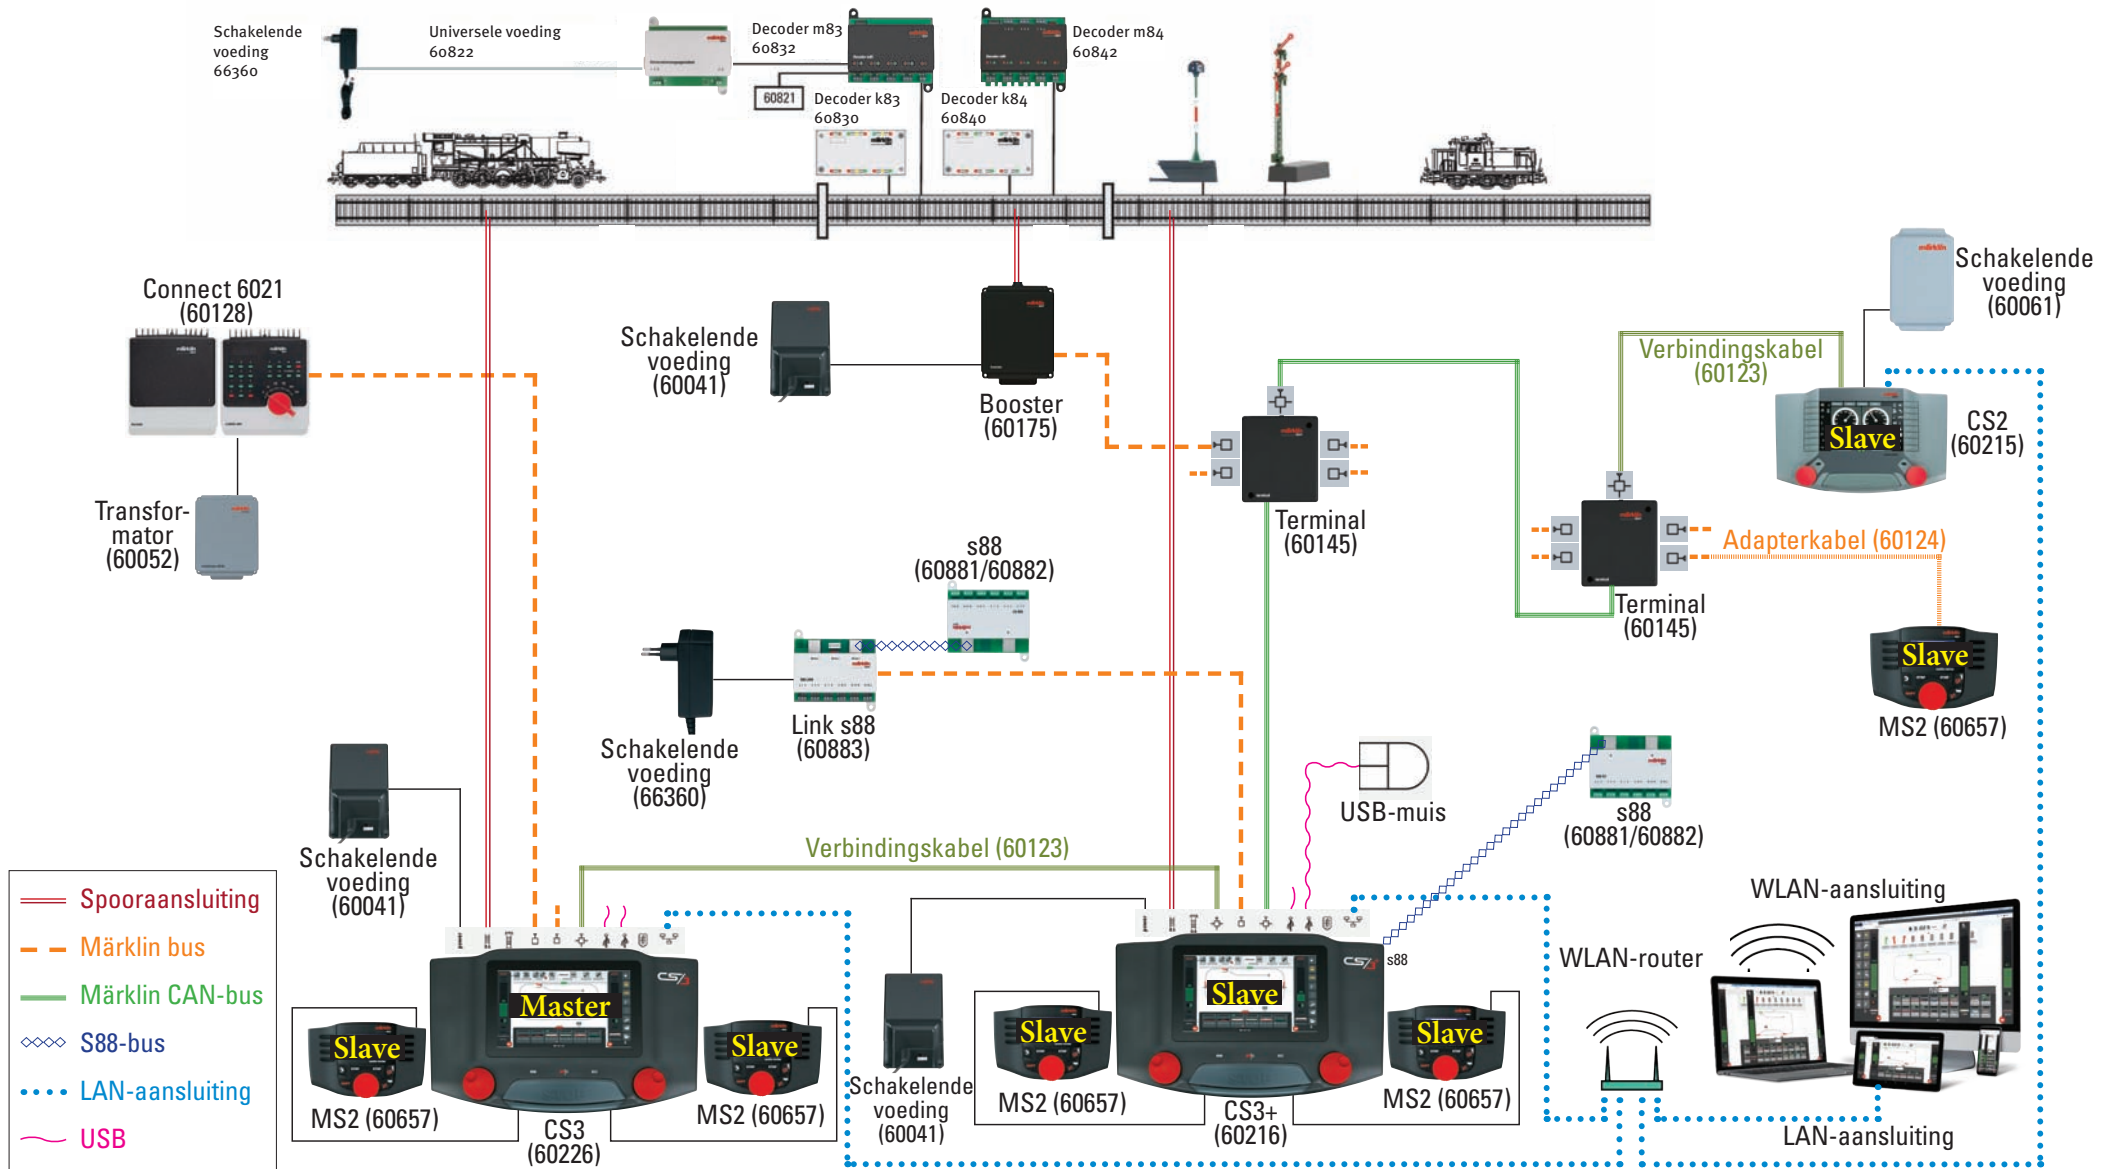 Schakelende
voeding
66360
Universele voeding
60822
Decoder m83
60832
Decoder m84
60842
60821
Decoder k83
60830
Decoder k84
60840
Connect 6021
(60128)
Schakelende
voeding
(60041)
Booster
(60175)
Schakelende
voeding
(60061)
Verbindingskabel
(60123)
Slave
CS2
(60215)
Transfor-
mator
(60052)
Terminal
(60145)
Adapterkabel (60124)
Terminal
(60145)
s88
(60881/60882)
Link s88
(60883)
Schakelende
voeding
(66360)
Slave
MS2 (60657)
USB-muis
s88
(60881/60882)
Schakelende
voeding
(60041)
Verbindingskabel (60123)
Spooraansluiting
Märklin bus
Märklin CAN-bus
S88-bus
LAN-aansluiting
USB
power
CS3
Master
Slave
MS2 (60657)
Slave
MS2 (60657)
CS3
(60226)
Schakelende
voeding
(60041)
power
CS3
s88
Slave
Slave
MS2 (60657)
Slave
MS2 (60657)
CS3+
(60216)
WLAN-aansluiting
WLAN-router
LAN-aansluiting